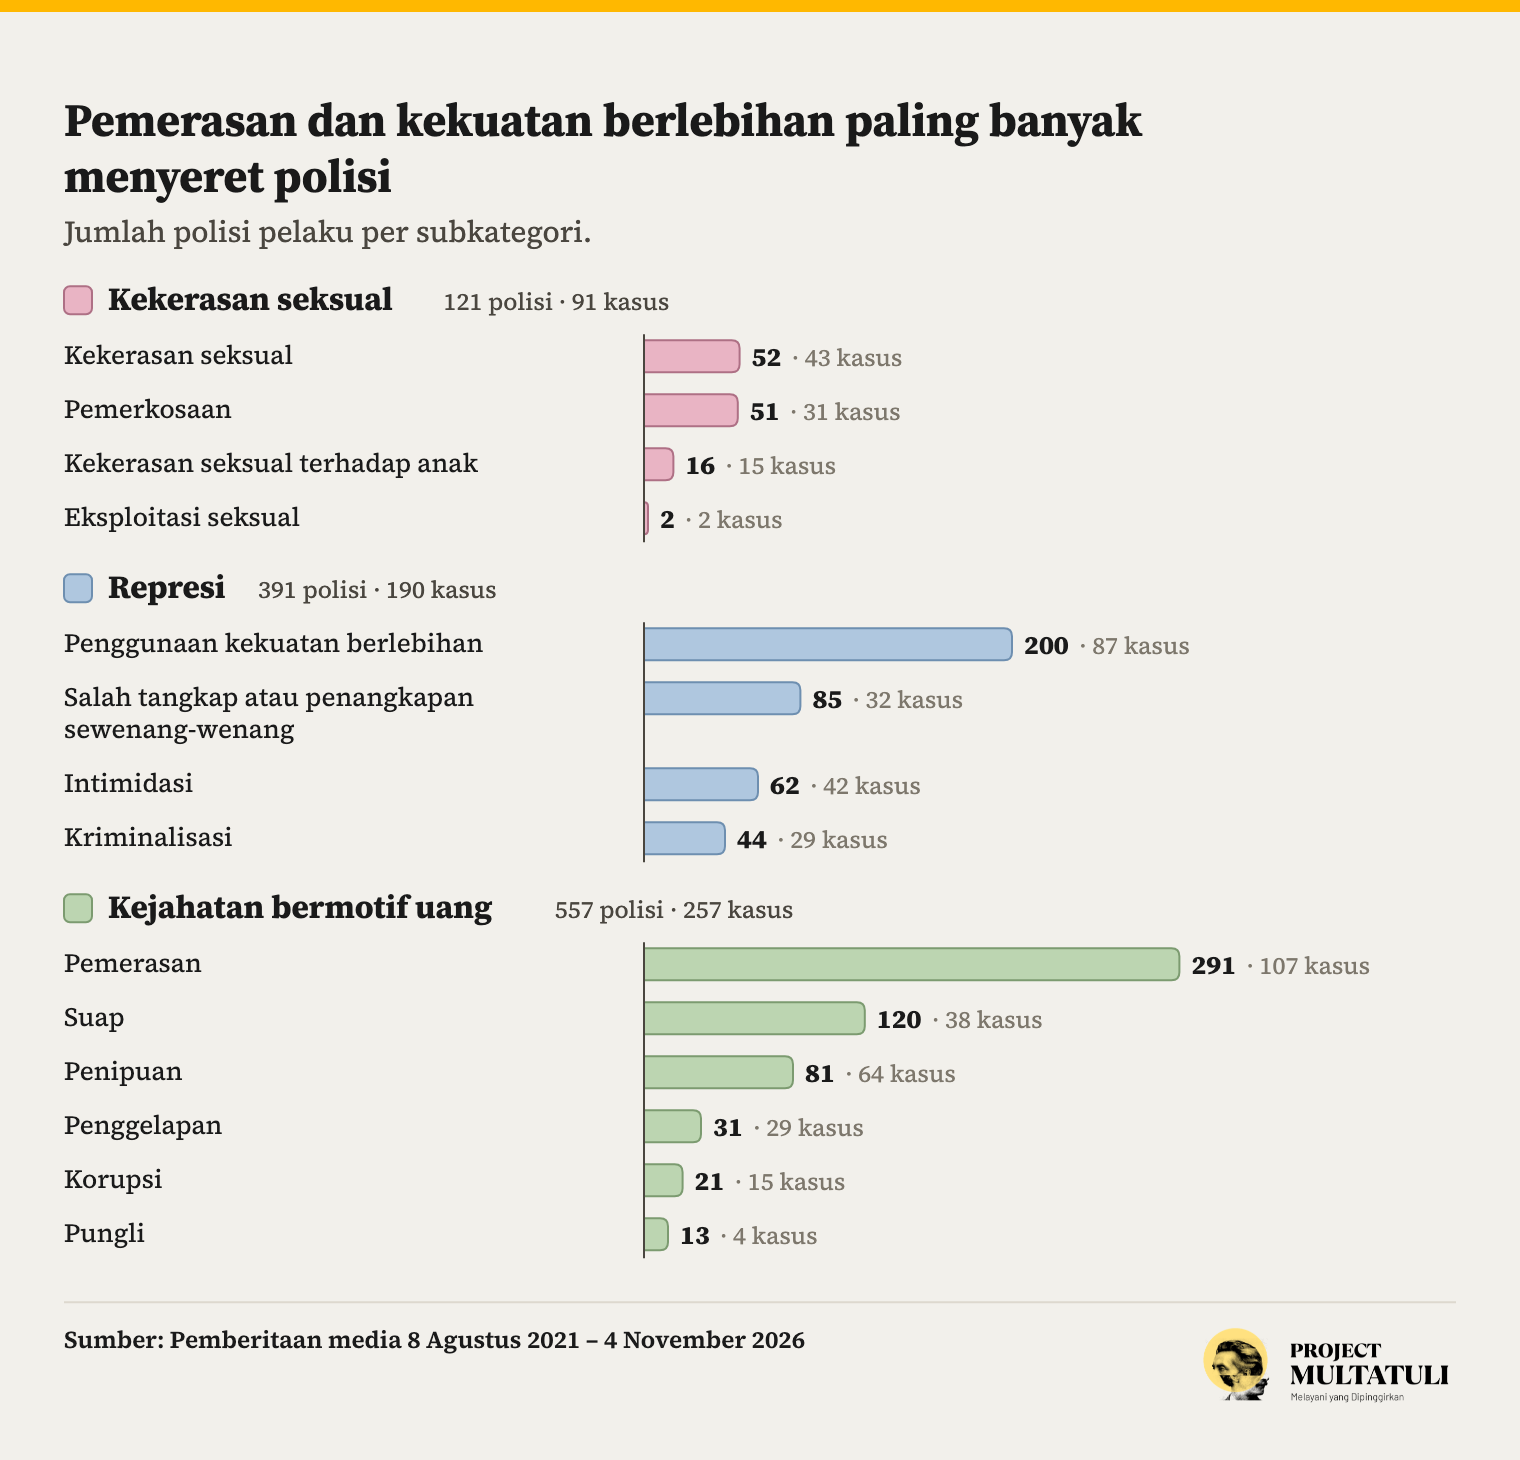 Pemerasan dan kekuatan berlebihan paling banyak
menyeret polisi
Jumlah polisi pelaku per subkategori.
Kekerasan seksual 121 polisi · 91 kasus
Kekerasan seksual 52 · 43 kasus
Pemerkosaan 51 · 31 kasus
Kekerasan seksual terhadap anak 16 · 15 kasus
Eksploitasi seksual 2 · 2 kasus
Represi 391 polisi · 190 kasus
Penggunaan kekuatan berlebihan 200 · 87 kasus
Salah tangkap atau penangkapan
sewenang-wenang 85 · 32 kasus
Intimidasi 62 · 42 kasus
Kriminalisasi 44 · 29 kasus
Kejahatan bermotif uang 557 polisi · 257 kasus
Pemerasan 291 · 107 kasus
Suap 120 · 38 kasus
Penipuan 81 · 64 kasus
Penggelapan 31 · 29 kasus
Korupsi 21 · 15 kasus
Pungli 13 · 4 kasus
Sumber: Pemberitaan media 8 Agustus 2021 – 4 November 2026
PROJECT
MULTATULI
Melayani yang Dipinggirkan